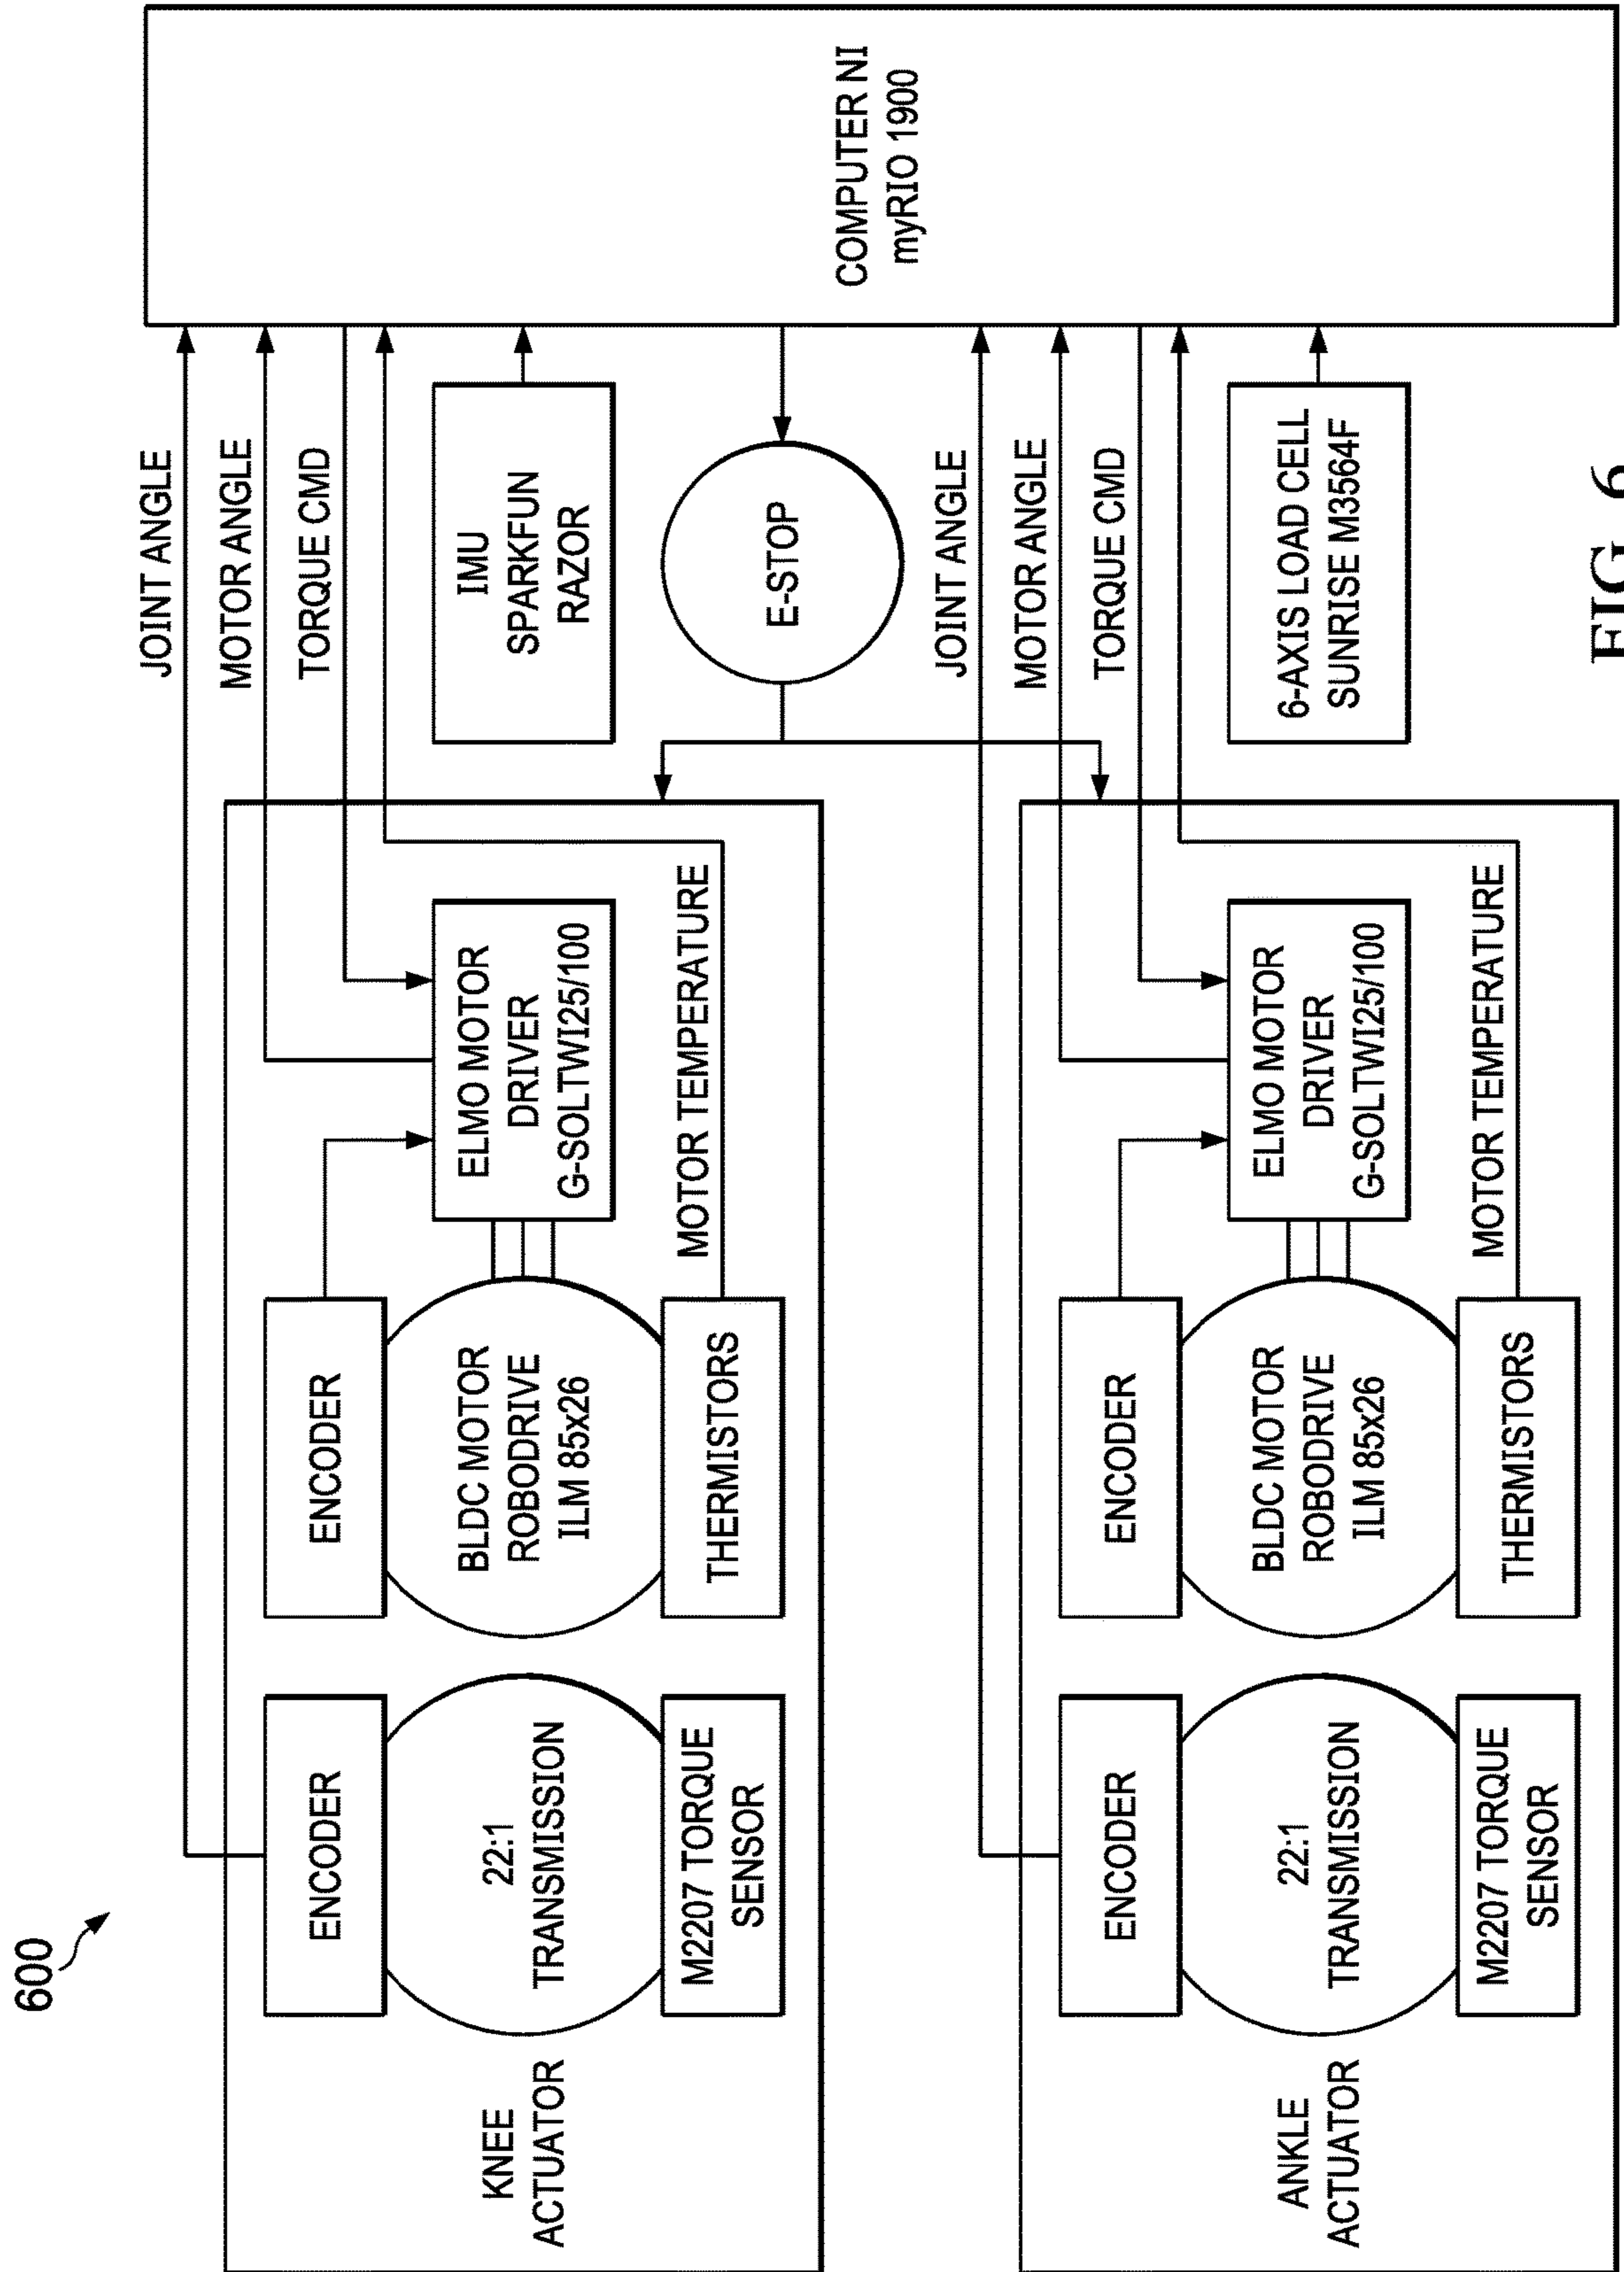 600
JOINT ANGLE
MOTOR ANGLE
TORQUE CMD
KNEE
ACTUATOR
ENCODER
22:1
TRANSMISSION
M2207 TORQUE
SENSOR
ENCODER
BLDC MOTOR
ROBODRIVE
ILM 85x26
THERMISTORS
ELMO MOTOR
DRIVER
G-SOLTWI25/100
MOTOR TEMPERATURE
IMU
SPARKFUN
RAZOR
E-STOP
COMPUTER NI
myRIO 1900
JOINT ANGLE
MOTOR ANGLE
TORQUE CMD
ANKLE
ACTUATOR
ENCODER
22:1
TRANSMISSION
M2207 TORQUE
SENSOR
ENCODER
BLDC MOTOR
ROBODRIVE
ILM 85x26
THERMISTORS
ELMO MOTOR
DRIVER
G-SOLTWI25/100
MOTOR TEMPERATURE
6-AXIS LOAD CELL
SUNRISE M3564F
FIG. 6